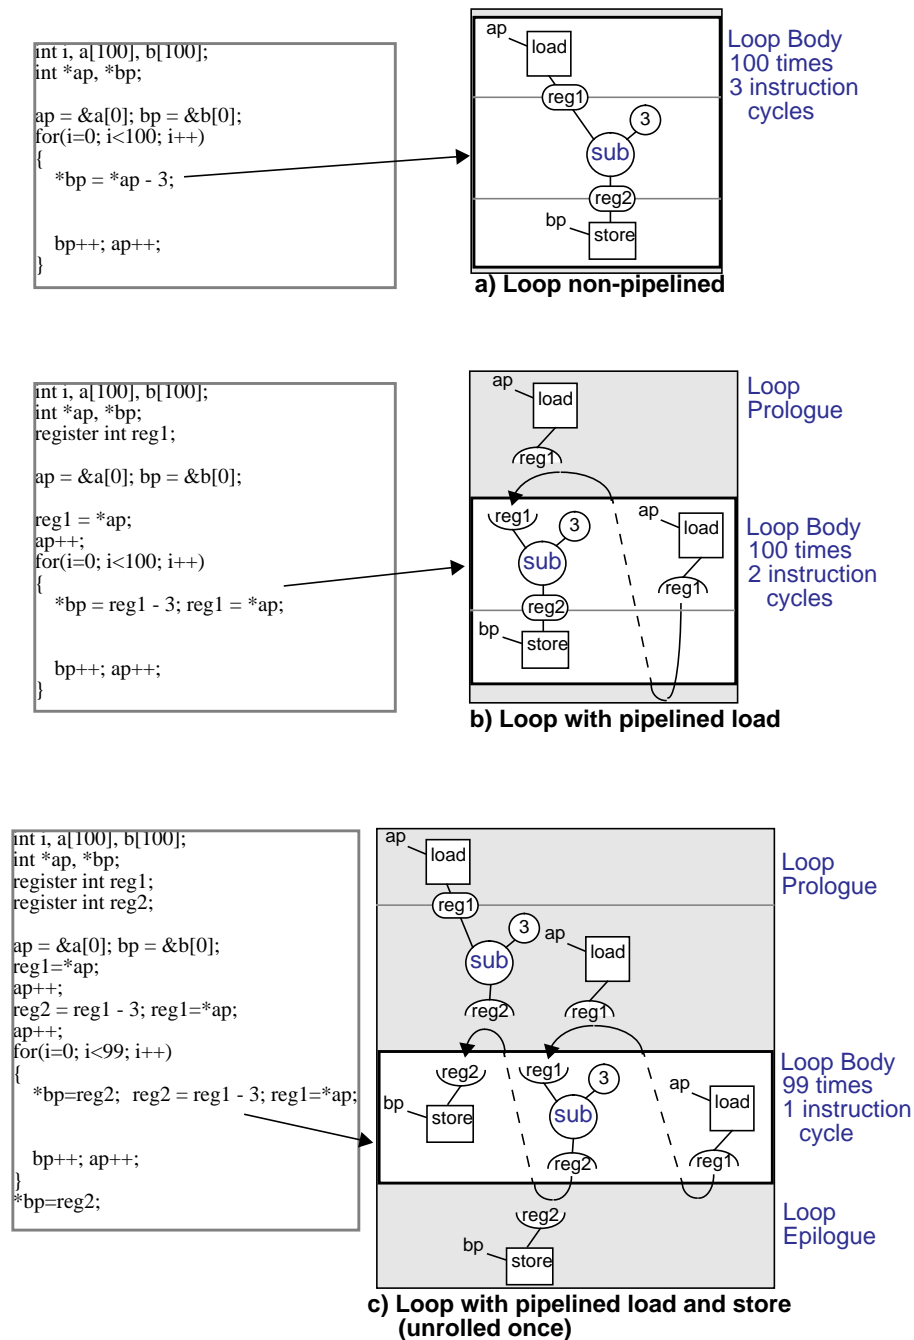 int i, a[100], b[100];
int *ap, *bp;
ap = &a[0]; bp = &b[0];
for(i=0; i<100; i++)
{
*bp = *ap - 3;
bp++; ap++;
}
ap
load
reg1
3
sub
reg2
bp
store
Loop Body
100 times
3 instruction
cycles
a) Loop non-pipelined
int i, a[100], b[100];
int *ap, *bp;
register int reg1;
ap = &a[0]; bp = &b[0];
reg1 = *ap;
ap++;
for(i=0; i<100; i++)
{
*bp = reg1 - 3; reg1 = *ap;
bp++; ap++;
}
ap
load
reg1
Loop
Prologue
reg1
3
sub
reg2
bp
store
ap
load
reg1
Loop Body
100 times
2 instruction
cycles
b) Loop with pipelined load
int i, a[100], b[100];
int *ap, *bp;
register int reg1;
register int reg2;
ap = &a[0]; bp = &b[0];
reg1=*ap;
ap++;
reg2 = reg1 - 3; reg1=*ap;
ap++;
for(i=0; i<99; i++)
{
*bp=reg2;  reg2 = reg1 - 3; reg1=*ap;
bp++; ap++;
}
*bp=reg2;
ap
load
reg1
3
sub
reg2
ap
load
reg1
Loop
Prologue
reg2
bp
store
reg1
3
sub
reg2
ap
load
reg1
Loop Body
99 times
1 instruction
cycle
reg2
bp
store
Loop
Epilogue
c) Loop with pipelined load and store
(unrolled once)